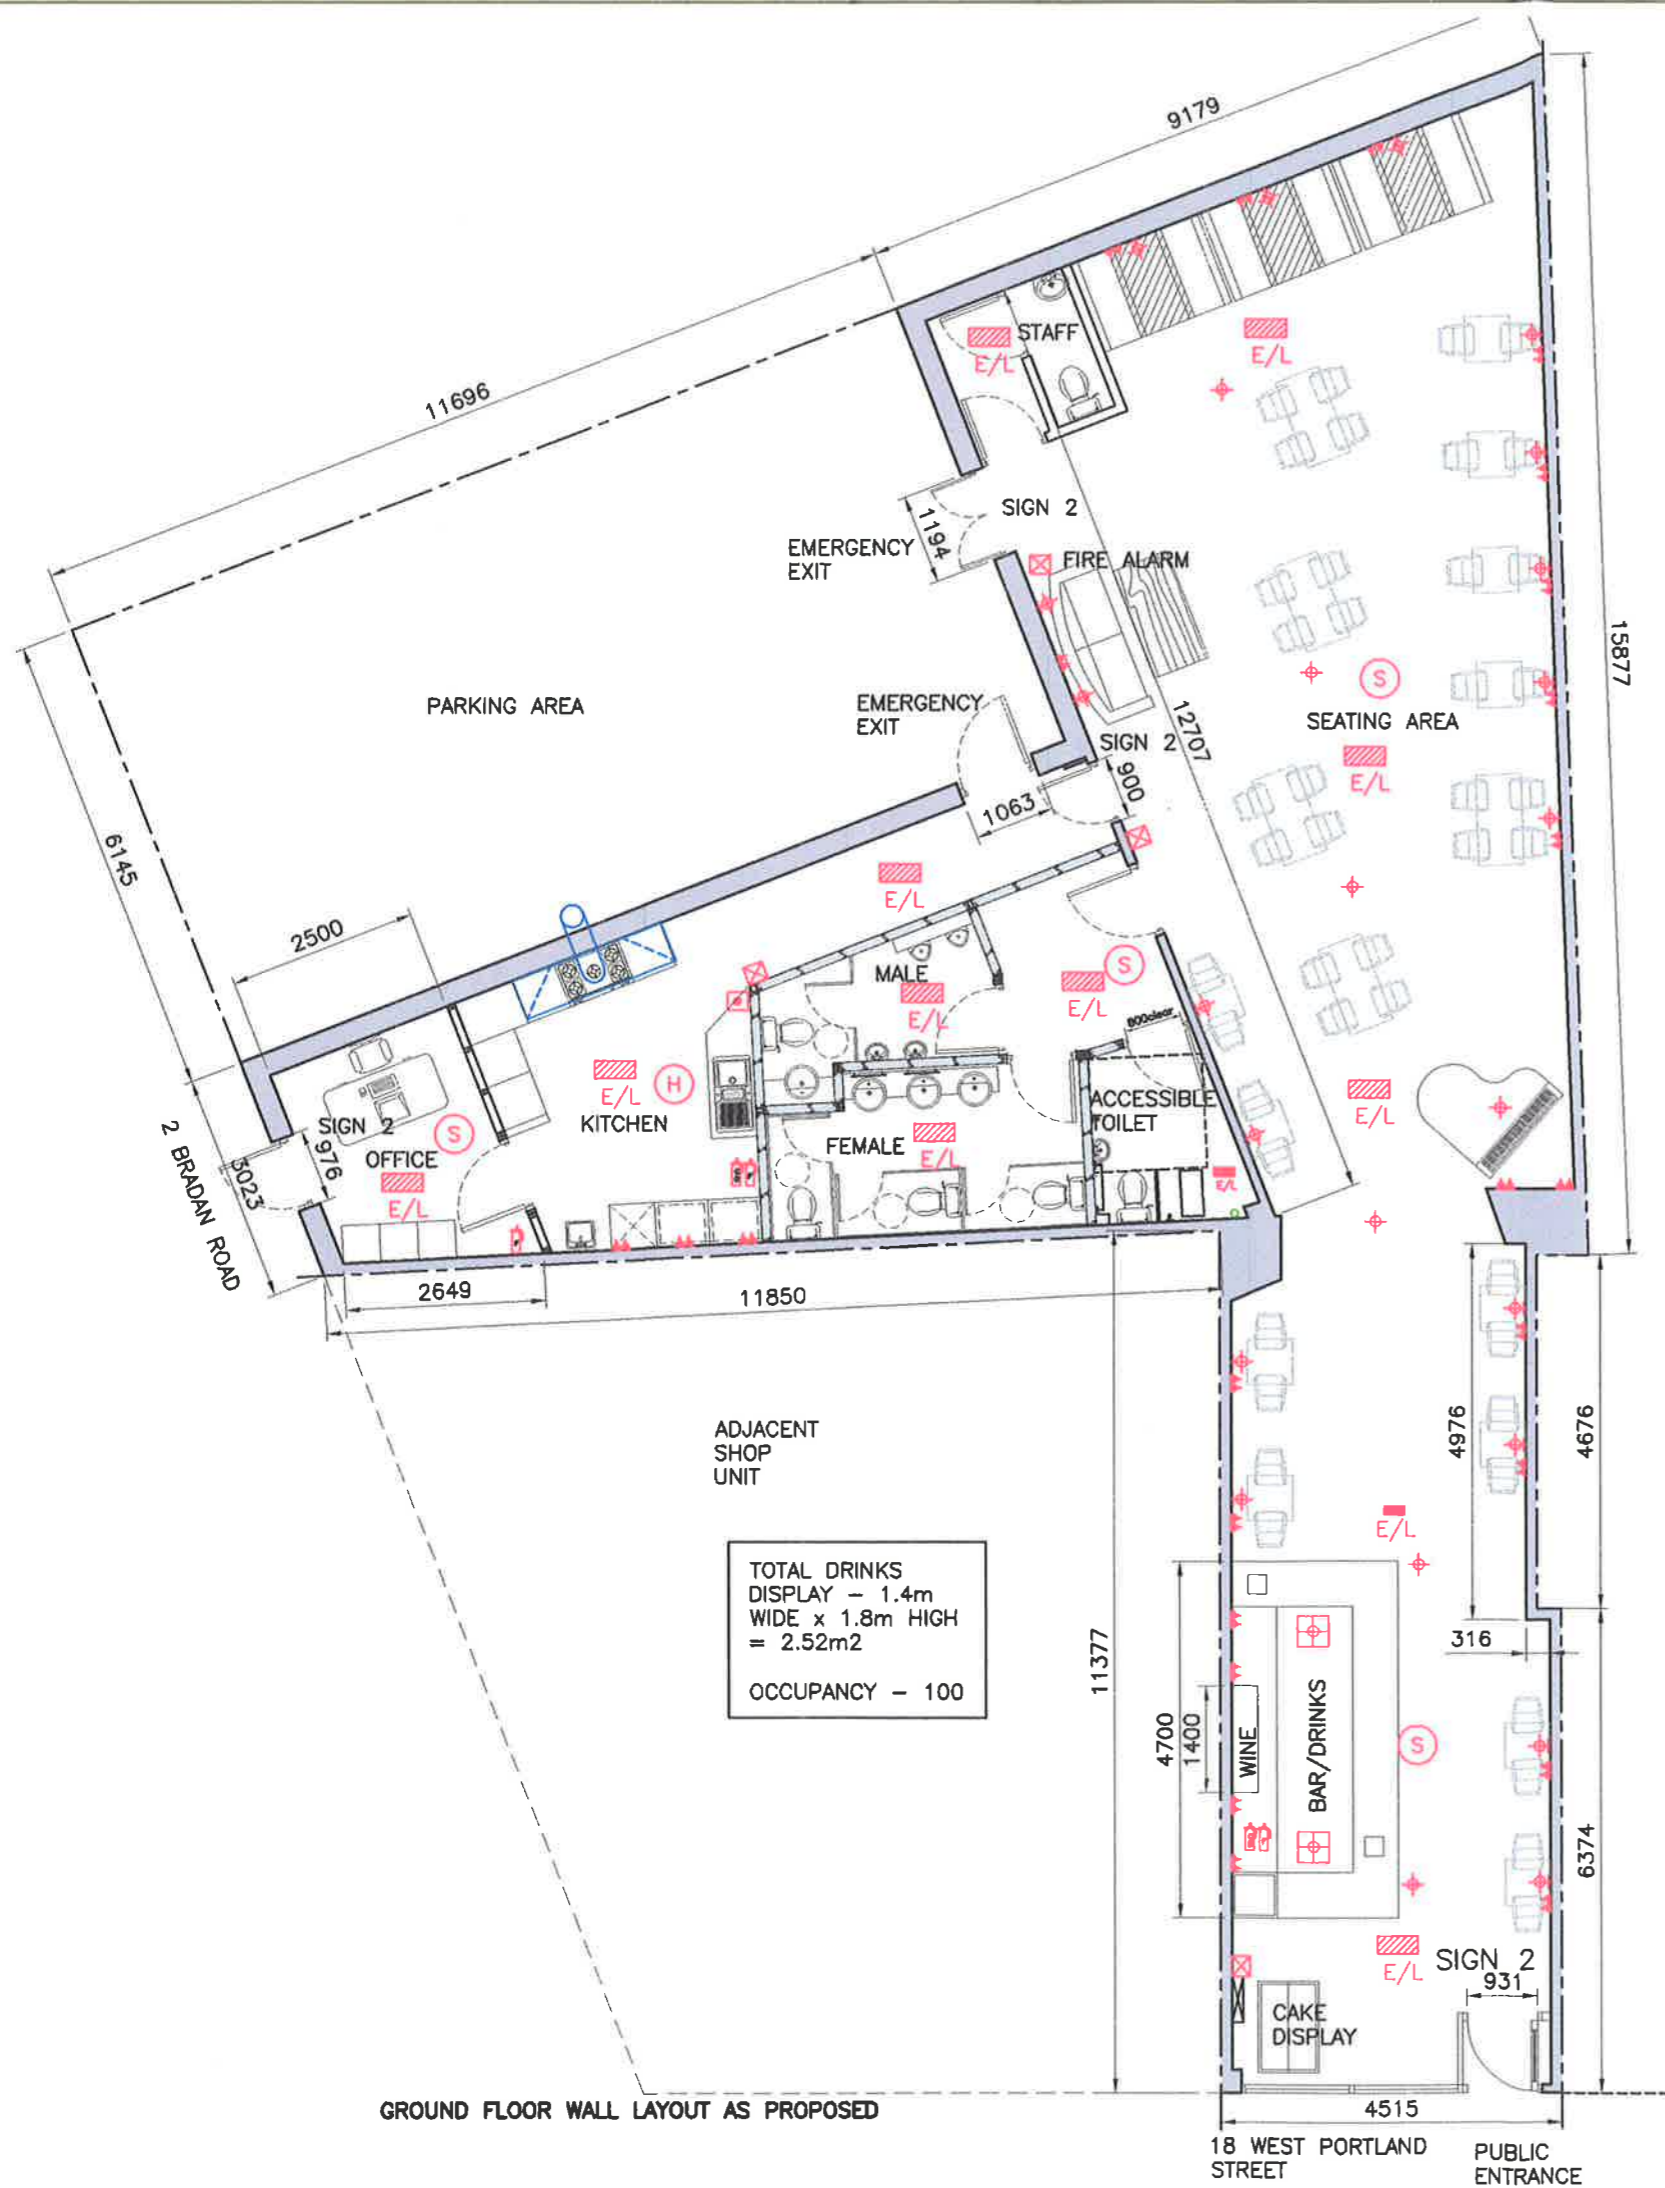 9179
11696
STAFF
E/L
E/L
SIGN 2
1194
EMERGENCY
EXIT
FIRE ALARM
15877
S
PARKING AREA
EMERGENCY
EXIT
SEATING AREA
12707
SIGN 2
E/L
900
1063
6145
E/L
2500
MALE
S
E/L
E/L
800clear
E/L
H
E/L
ACCESSIBLE
TOILET
KITCHEN
SIGN 2
S
976
OFFICE
FEMALE
E/L
E/L
E/L
3023
2 BRADAN ROAD
2649
11850
4976
4676
ADJACENT
SHOP
UNIT
E/L
TOTAL DRINKS
DISPLAY – 1.4m
WIDE x 1.8m HIGH
= 2.52m2
OCCUPANCY – 100
11377
316
4700
1400
WINE
BAR/DRINKS
S
6374
E/L
SIGN 2
931
CAKE
DISPLAY
GROUND FLOOR WALL LAYOUT AS PROPOSED
4515
18 WEST PORTLAND
STREET
PUBLIC
ENTRANCE